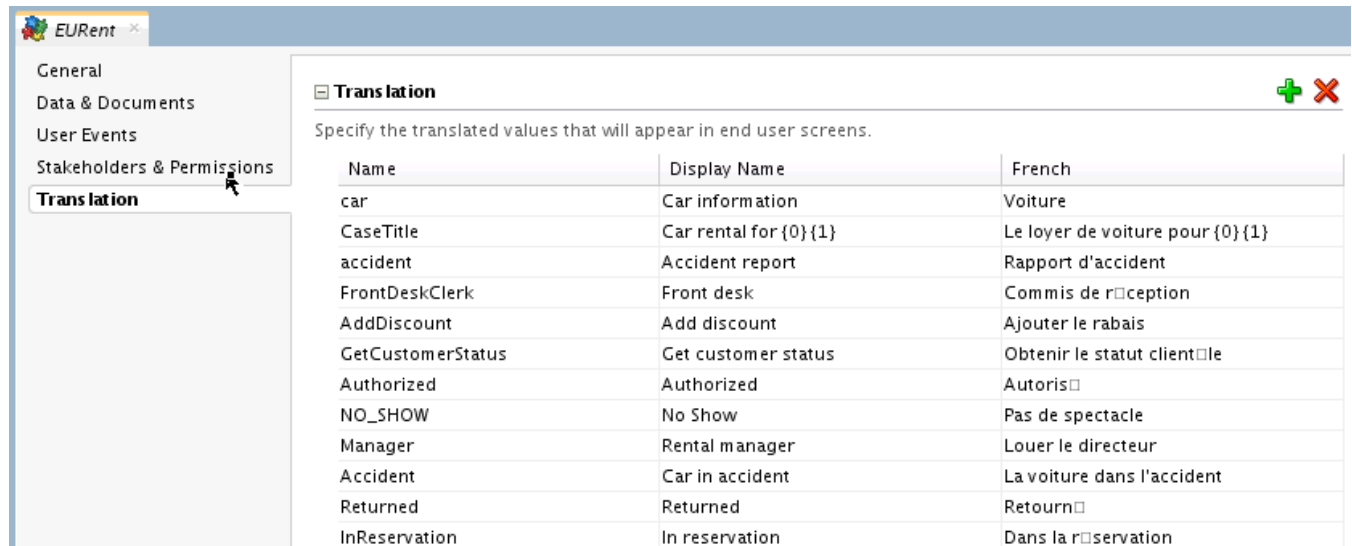 EURent
General
Data & Documents
User Events
Stakeholders & Permissions
Translation
Translation
Specify the translated values that will appear in end user screens.
Name Display Name French
car Car information Voiture
CaseTitle Car rental for {0}{1} Le loyer de voiture pour {0}{1}
accident Accident report Rapport d'accident
FrontDeskClerk Front desk Commis de r□ception
AddDiscount Add discount Ajouter le rabais
GetCustomerStatus Get customer status Obtenir le statut client□le
Authorized Authorized Autoris□
NO_SHOW No Show Pas de spectacle
Manager Rental manager Louer le directeur
Accident Car in accident La voiture dans l'accident
Returned Returned Retourn□
InReservation In reservation Dans la r□servation